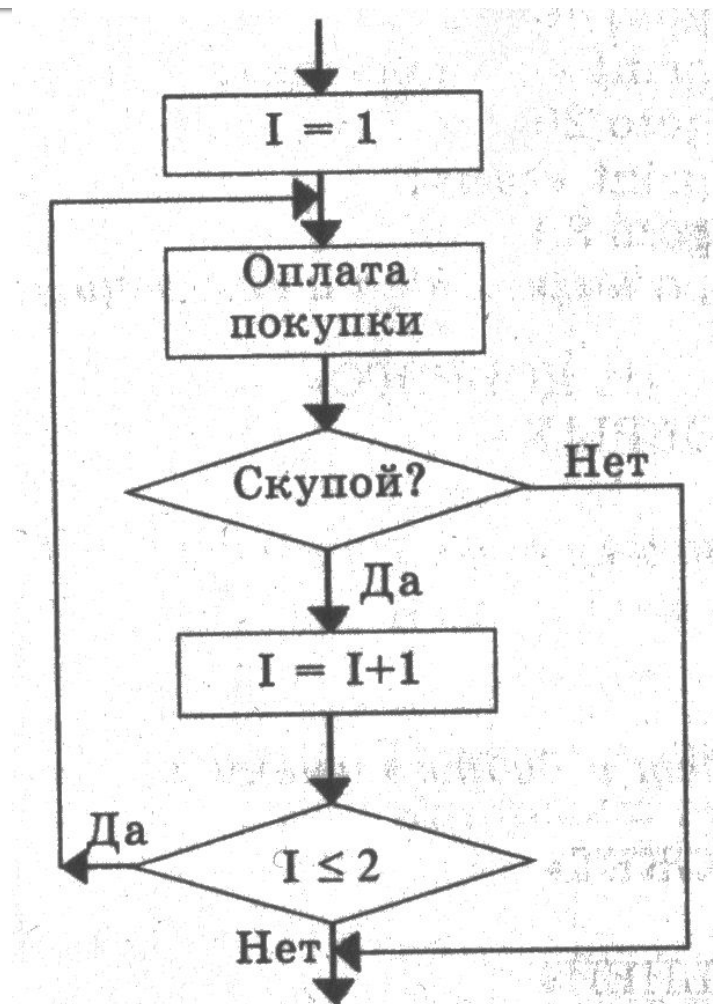 I = 1
Оплата
покупки
Скупой?
Нет
Да
I = I+1
Да
I ≤ 2
Нет